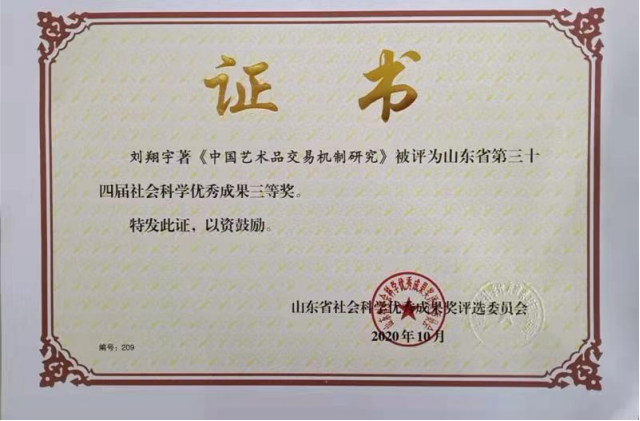 证书
刘翔宇著《中国艺术品交易机制研究》被评为山东省第三十
四届社会科学优秀成果三等奖。
特发此证，以资鼓励。
山东省社会科学优秀成果奖评选委员会
2020年10月
编号：209